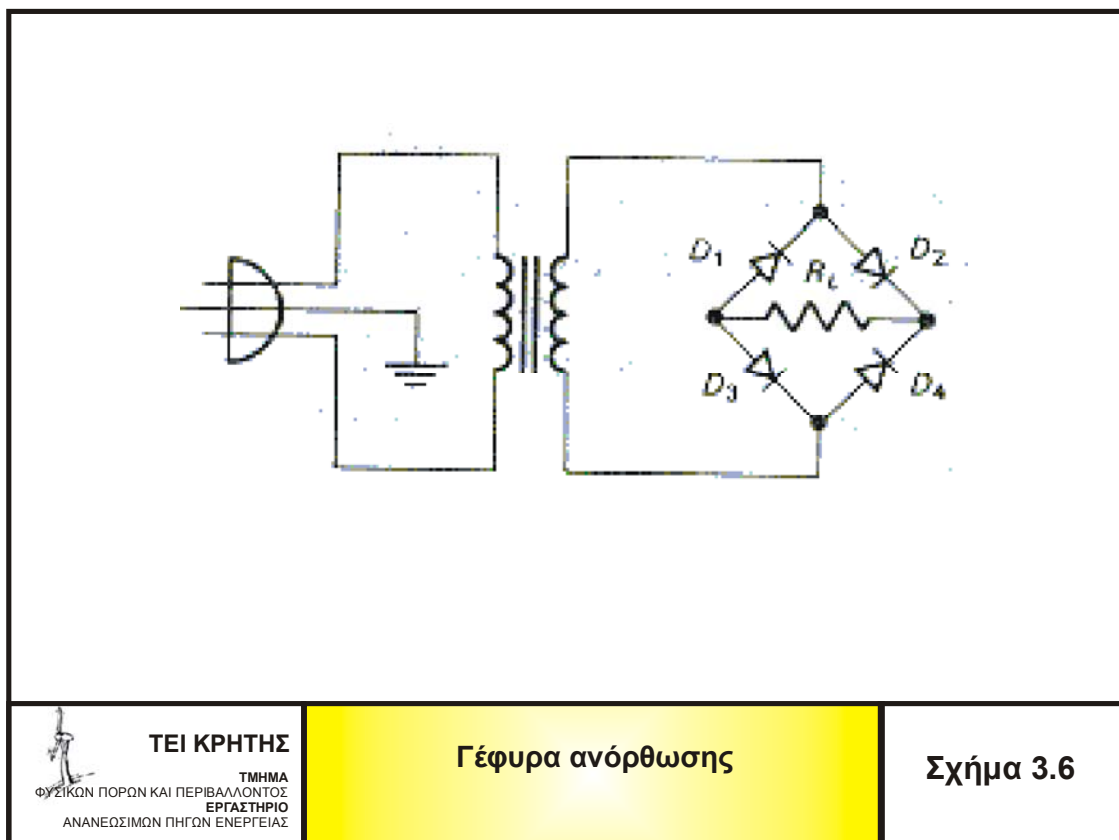 D1
D2
RL
D3
D4
ΤΕΙ ΚΡΗΤΗΣ
ΤΜΗΜΑ
ΦΥΣΙΚΩΝ ΠΟΡΩΝ ΚΑΙ ΠΕΡΙΒΑΛΛΟΝΤΟΣ
ΕΡΓΑΣΤΗΡΙΟ
ΑΝΑΝΕΩΣΙΜΩΝ ΠΗΓΩΝ ΕΝΕΡΓΕΙΑΣ
Γέφυρα ανόρθωσης
Σχήμα 3.6